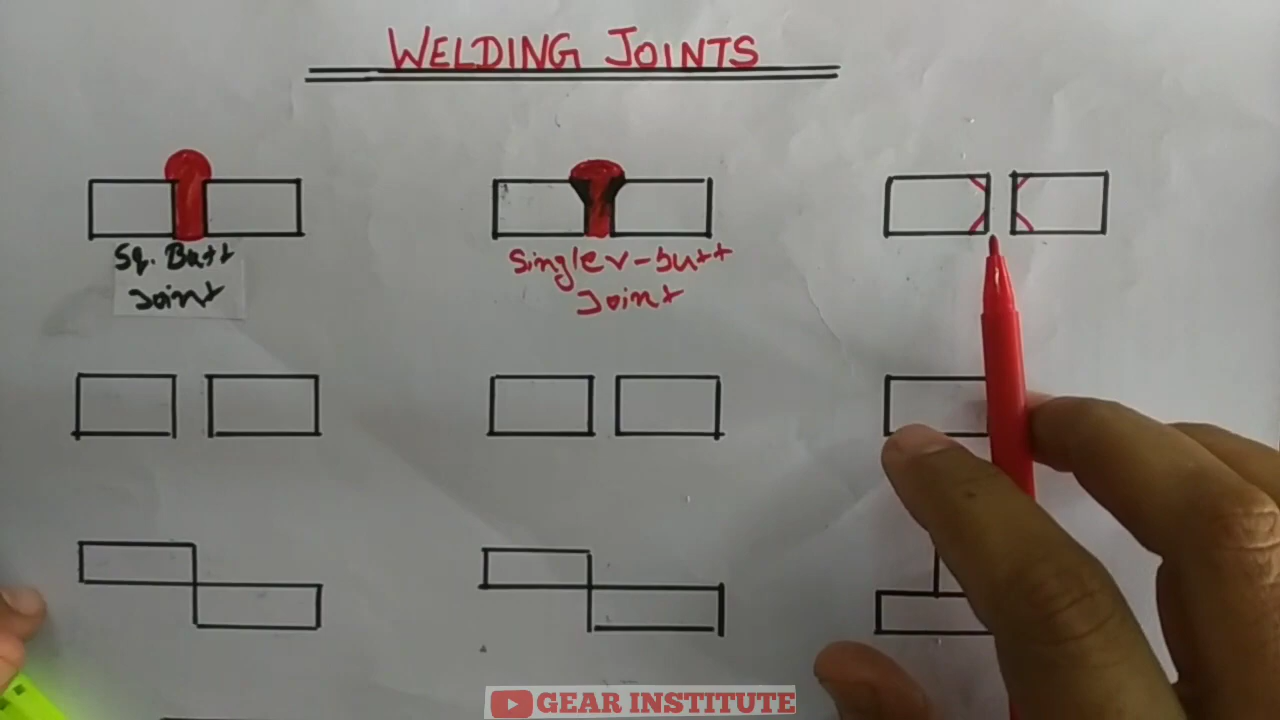 WELDING JOINTS
Sq. Butt
Joint
Single v-butt
Joint
GEAR INSTITUTE